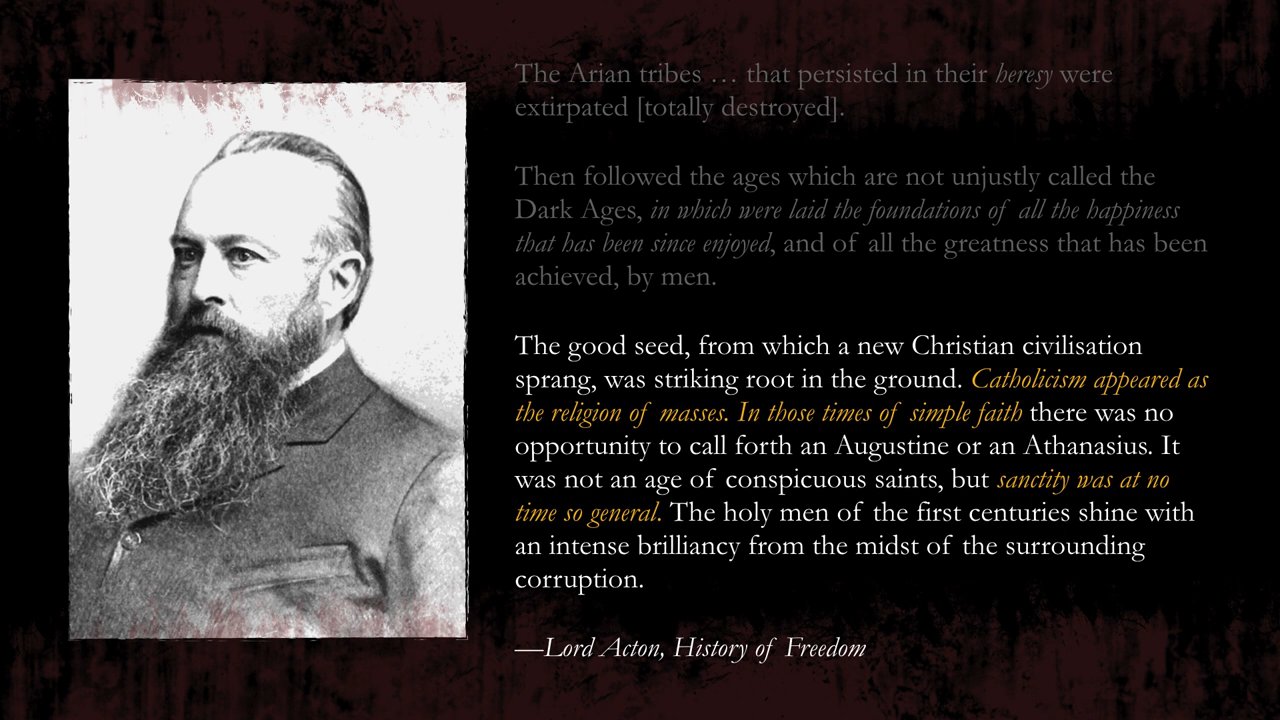 The Arian tribes … that persisted in their heresy were
extirpated [totally destroyed].
Then followed the ages which are not unjustly called the
Dark Ages, in which were laid the foundations of all the happiness
that has been since enjoyed, and of all the greatness that has been
achieved, by men.
The good seed, from which a new Christian civilisation
sprang, was striking root in the ground. Catholicism appeared as
the religion of masses. In those times of simple faith there was no
opportunity to call forth an Augustine or an Athanasius. It
was not an age of conspicuous saints, but sanctity was at no
time so general. The holy men of the first centuries shine with
an intense brilliancy from the midst of the surrounding
corruption.
—Lord Acton, History of Freedom